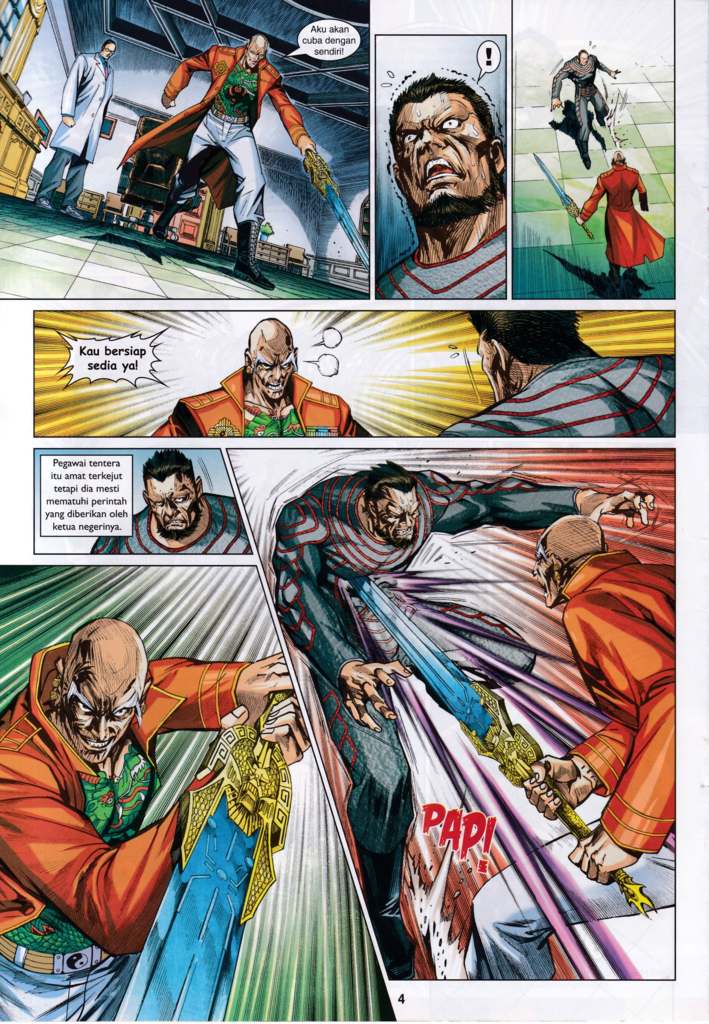 Aku akan
cuba dengan
sendiri!
!
Kau bersiap
sedia ya!
Pegawai tentera
itu amat terkejut
tetapi dia mesti
mematuhi perintah
yang diberikan oleh
ketua negerinya.
PAP!
4